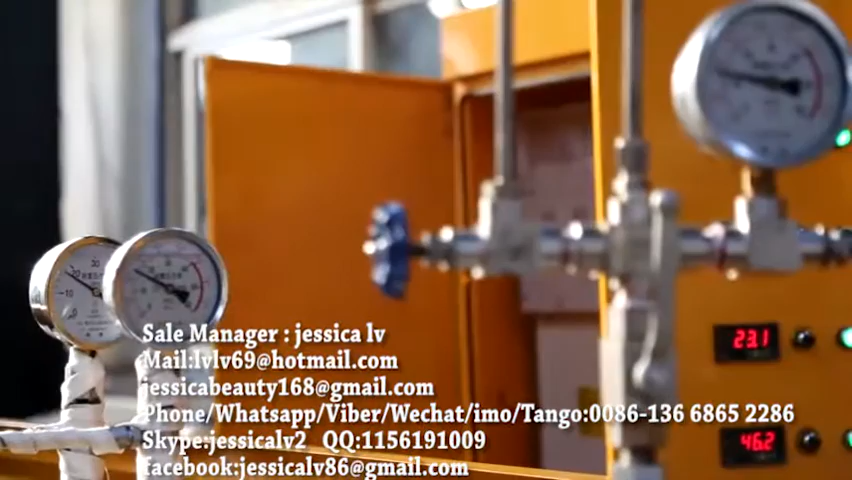 23.1
Sale Manager : jessica lv
Mail:lvlv69@hotmail.com
jessicabeauty168@gmail.com
Phone/Whatsapp/Viber/Wechat/imo/Tango:0086-136 6865 2286
Skype:jessicalv2 QQ:1156191009
46.2
facebook:jessicalv86@gmail.com